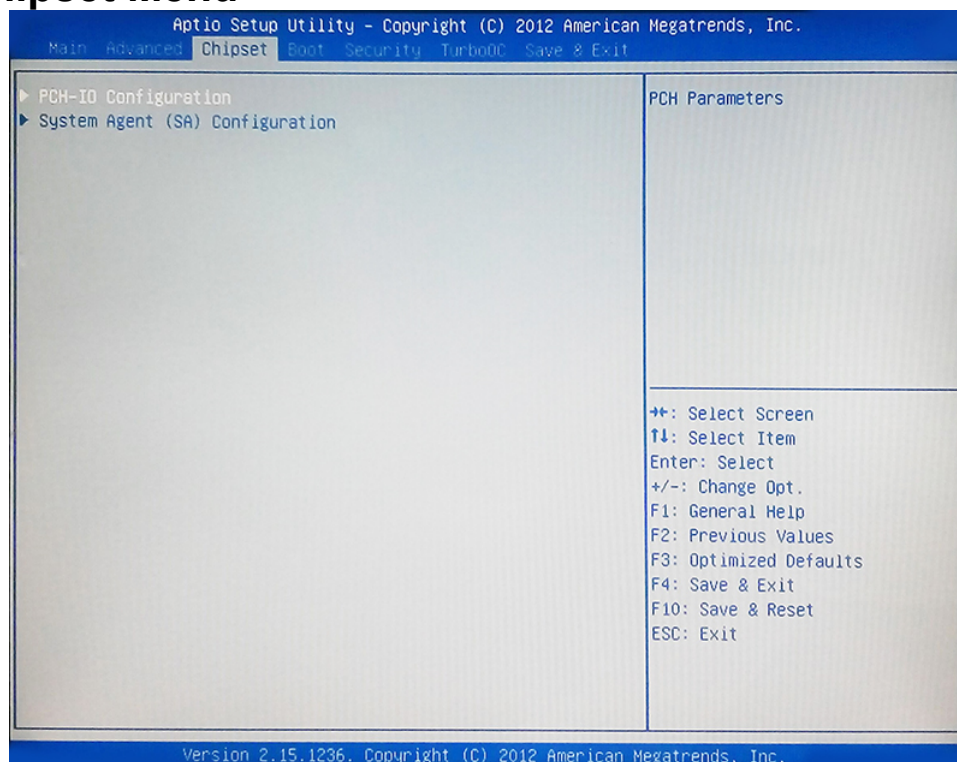 Aptio Setup Utility - Copyright (C) 2012 American Megatrends, Inc.
Main Advanced Chipset Boot Security TurboOC Save & Exit
PCH-IO Configuration
System Agent (SA) Configuration
PCH Parameters
→←: Select Screen
↑↓: Select Item
Enter: Select
+/-: Change Opt.
F1: General Help
F2: Previous Values
F3: Optimized Defaults
F4: Save & Exit
F10: Save & Reset
ESC: Exit
Version 2.15.1236. Copyright (C) 2012 American Megatrends, Inc.